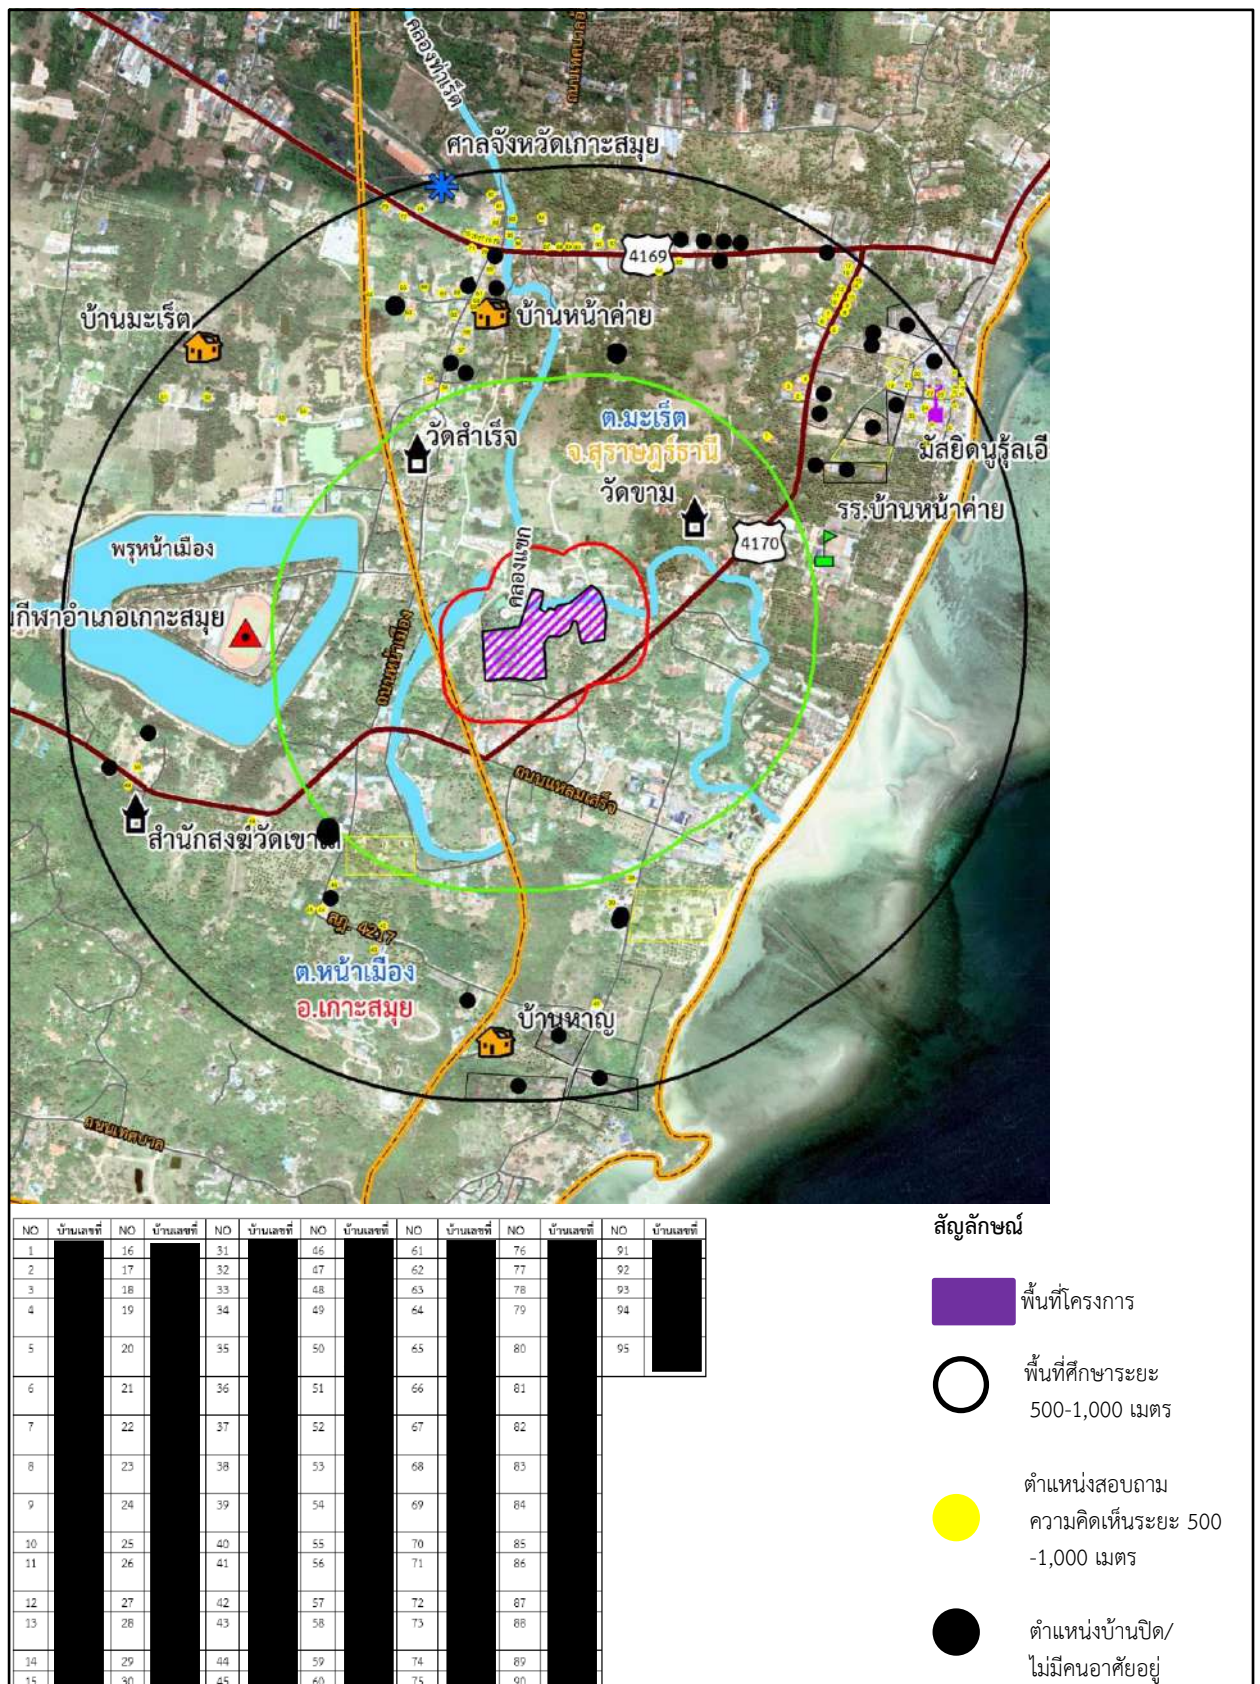 คลองท่าเร็ต
ศาลจังหวัดเกาะสมุย
4169
บ้านมะเร็ต
บ้านหน้าค่าย
ต.มะเร็ต
จ.สุราษฎร์ธานี
วัดสำเร็จ
มัสยิดนูรุ้ลเอี
วัดขาม
รร.บ้านหน้าค่าย
คลองแขก
4170
พรุหน้าเมือง
มกีฬาอำเภอเกาะสมุย
ถนนหน้าเมือง
ถนนแหลมเสร็จ
สำนักสงฆ์วัดเขาเ
สฎ. 4217
ต.หน้าเมือง
อ.เกาะสมุย
บ้านหาญ
ถนนเทศบาล
NO บ้านเลขที่ NO บ้านเลขที่ NO บ้านเลขที่ NO บ้านเลขที่ NO บ้านเลขที่ NO บ้านเลขที่ NO บ้านเลขที่
1 16 31 46 61 76 91
2 17 32 47 62 77 92
3 18 33 48 63 78 93
4 19 34 49 64 79 94
5 20 35 50 65 80 95
6 21 36 51 66 81
7 22 37 52 67 82
8 23 38 53 68 83
9 24 39 54 69 84
10 25 40 55 70 85
11 26 41 56 71 86
12 27 42 57 72 87
13 28 43 58 73 88
14 29 44 59 74 89
15 30 45 60 75 90
สัญลักษณ์
พื้นที่โครงการ
พื้นที่ศึกษาระยะ
500-1,000 เมตร
ตำแหน่งสอบถาม
ความคิดเห็นระยะ 500
-1,000 เมตร
ตำแหน่งบ้านปิด/
ไม่มีคนอาศัยอยู่